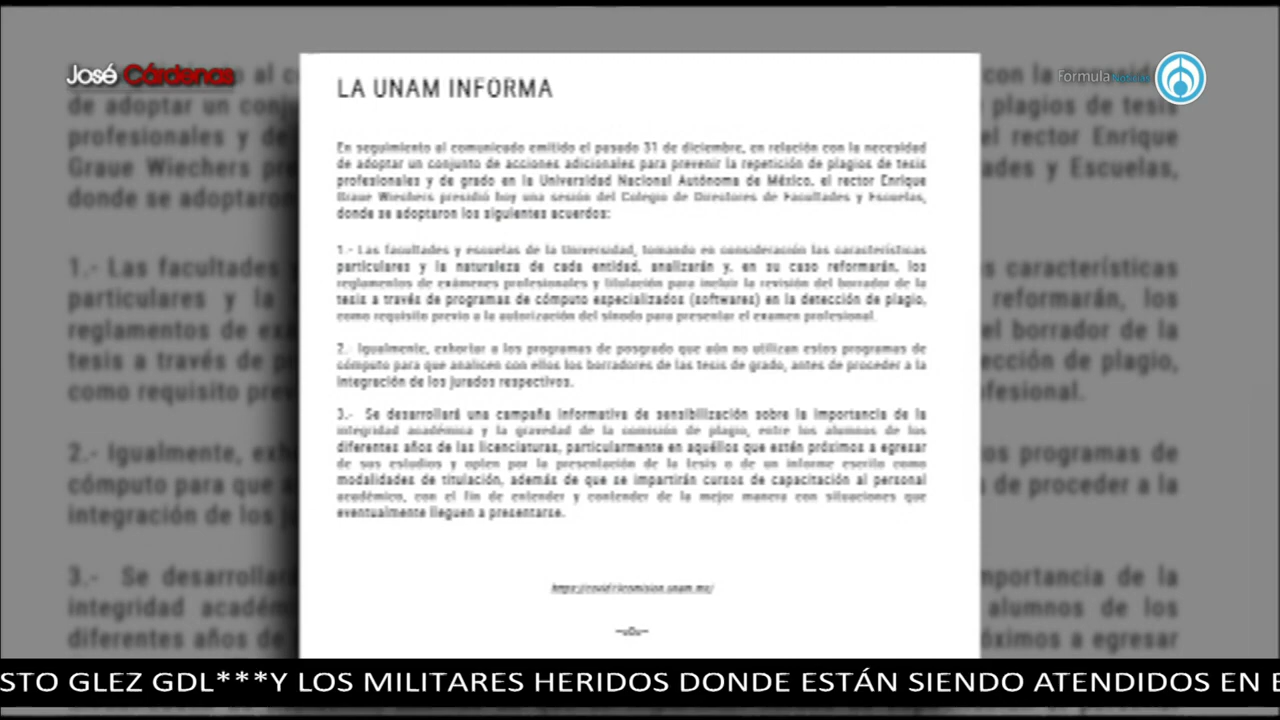 José Cárdenas
Formula
LA UNAM INFORMA
En seguimiento al comunicado emitido el pasado 31 de diciembre, en relación con la necesidad
de adoptar un conjunto de acciones adicionales para prevenir la repetición de plagios de tesis
profesionales y de grado en la Universidad Nacional Autónoma de México, el rector Enrique
Graue Wiechers presidió hoy una sesión del Colegio de Directores de Facultades y Escuelas,
donde se adoptaron los siguientes acuerdos:
1.- Las facultades y escuelas de la Universidad, tomando en consideración las características
particulares y la naturaleza de cada entidad, analizarán y, en su caso reformarán, los
reglamentos de exámenes profesionales y titulación para incluir la revisión del borrador de la
tesis a través de programas de cómputo especializados (softwares) en la detección de plagio,
como requisito previo a la autorización del sínodo para presentar el examen profesional.
2.- Igualmente, exhortar a los programas de posgrado que aún no utilizan estos programas de
cómputo para que analicen con ellos los borradores de las tesis de grado, antes de proceder a la
integración de los jurados respectivos.
3.- Se desarrollará una campaña informativa de sensibilización sobre la importancia de la
integridad académica y la gravedad de la comisión de plagio, entre los alumnos de los
diferentes años de las licenciaturas, particularmente en aquéllos que estén próximos a egresar
de sus estudios y opten por la presentación de la tesis o de un informe escrito como
modalidades de titulación, además de que se impartirán cursos de capacitación al personal
académico, con el fin de entender y contender de la mejor manera con situaciones que
eventualmente lleguen a presentarse.
--o0o--
STO GLEZ GDL***Y LOS MILITARES HERIDOS DONDE ESTÁN SIENDO ATENDIDOS EN E